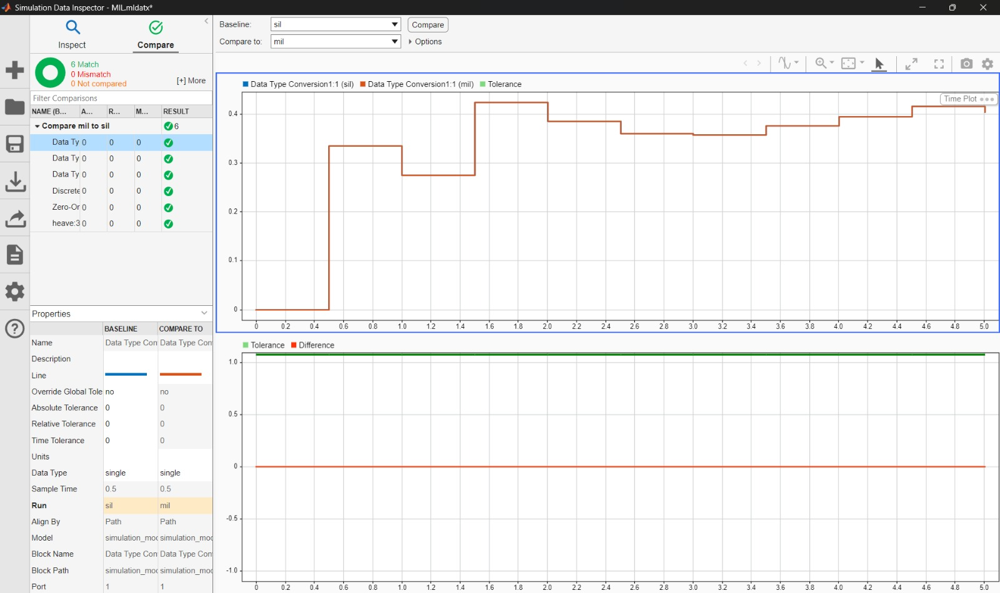 Simulation Data Inspector - MIL.mldatx*
Inspect
Compare
6 Match
0 Mismatch
0 Not compared
[+] More
Filter Comparisons
NAME (B... A... R... M... RESULT
Compare mil to sil 6
Data Ty 0 0 0
Data Ty 0 0 0
Data Ty 0 0 0
Discrete 0 0 0
Zero-Or 0 0 0
heave:3 0 0 0
Properties
BASELINE COMPARE TO
Name Data Type Con Data Type Con
Description
Line
Override Global Tole no no
Absolute Tolerance 0 0
Relative Tolerance 0 0
Time Tolerance 0 0
Units
Data Type single single
Sample Time 0.5 0.5
Run sil mil
Align By Path Path
Model simulation_moc simulation_moc
Block Name Data Type Con Data Type Con
Block Path simulation_moc simulation_moc
Port 1 1
Baseline: sil Compare
Compare to: mil Options
Data Type Conversion1:1 (sil) Data Type Conversion1:1 (mil) Tolerance
Time Plot
0.4
0.3
0.2
0.1
0
0 0.2 0.4 0.6 0.8 1.0 1.2 1.4 1.6 1.8 2.0 2.2 2.4 2.6 2.8 3.0 3.2 3.4 3.6 3.8 4.0 4.2 4.4 4.6 4.8 5.0
Tolerance Difference
1.0
0.5
0
-0.5
-1.0
0 0.2 0.4 0.6 0.8 1.0 1.2 1.4 1.6 1.8 2.0 2.2 2.4 2.6 2.8 3.0 3.2 3.4 3.6 3.8 4.0 4.2 4.4 4.6 4.8 5.0